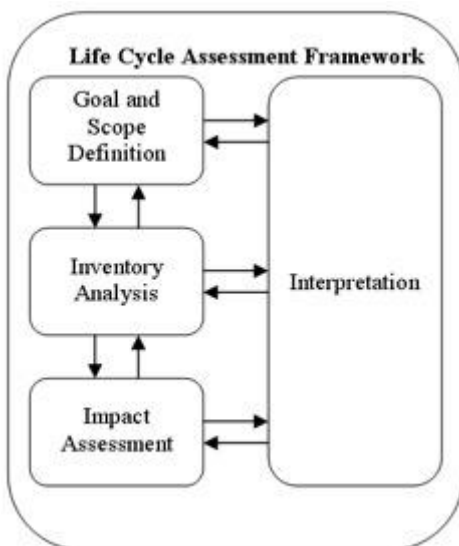 Life Cycle Assessment Framework
Goal and
Scope
Definition
Inventory
Analysis
Interpretation
Impact
Assessment